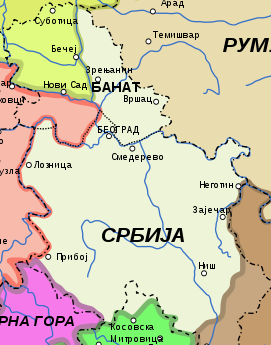 Арад
Суботица
Темишвар
Бечеј
РУМ
Зрењанин
Нови Сад
БАНАТ
Вршац
БЕОГРАД
Смедерево
Лозница
Неготин
Зајечар
СРБИЈА
Прибој
Ниш
РНА ГОРА
Косовска
Митровица